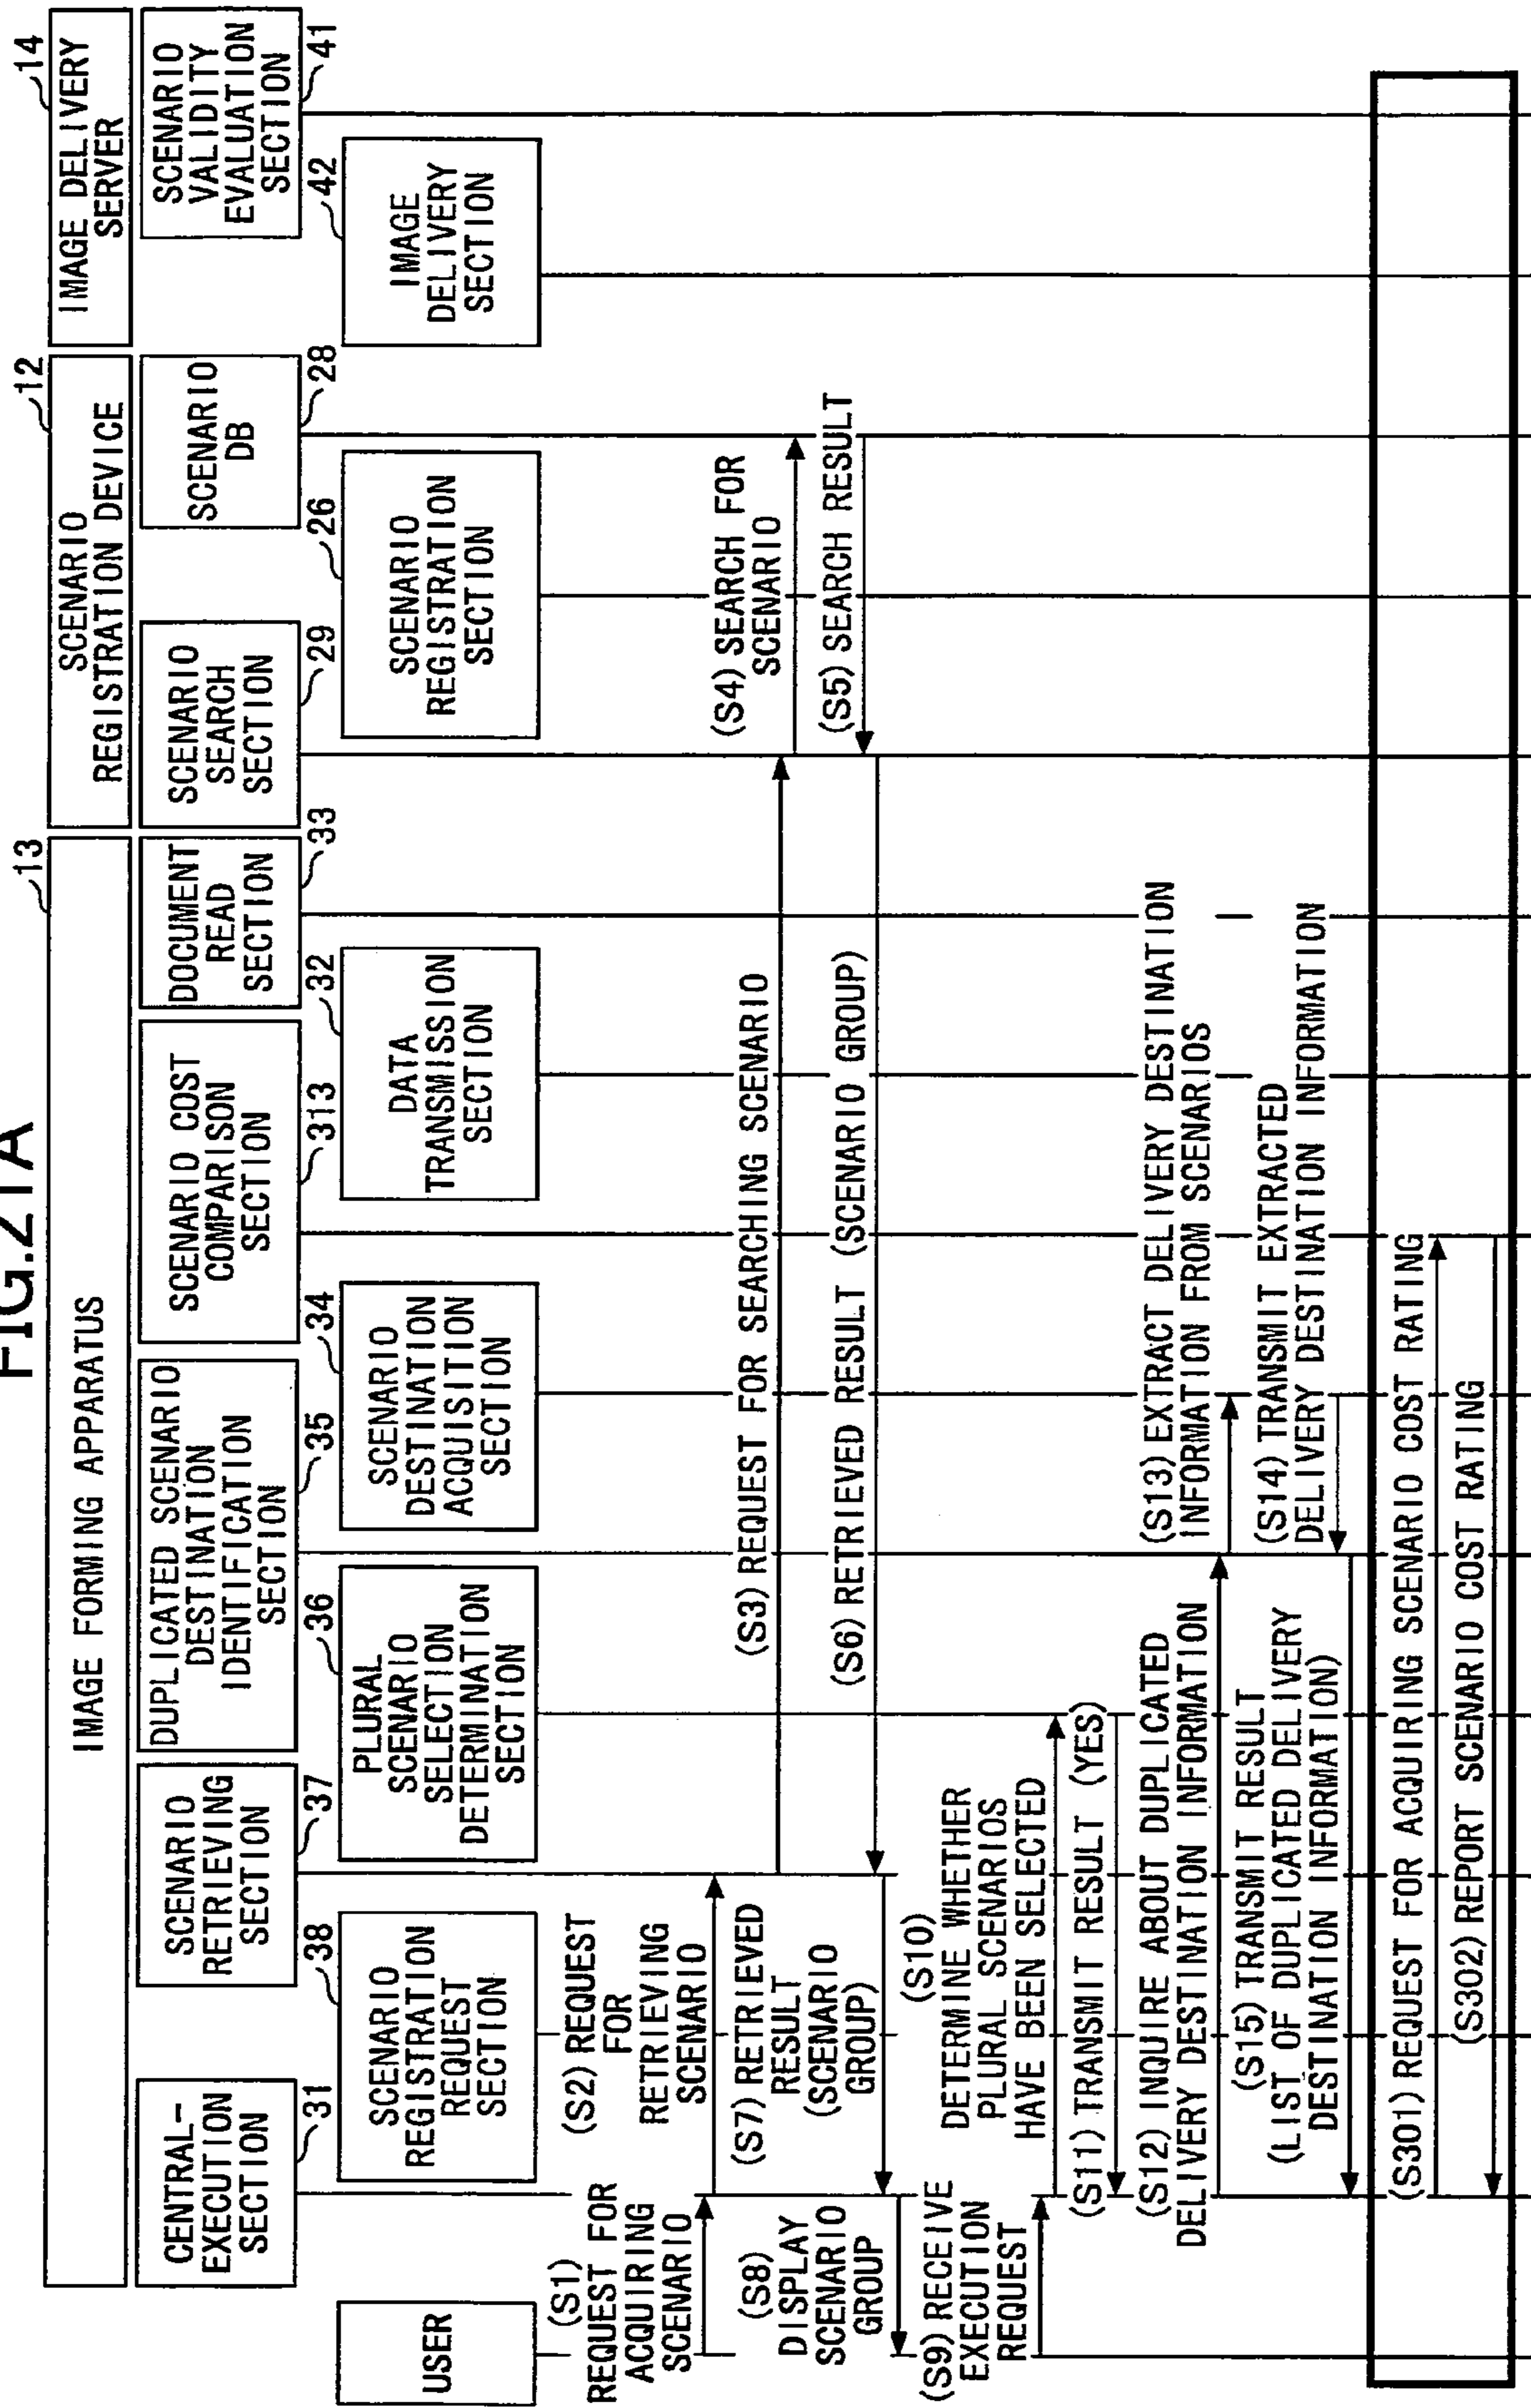 FIG.21A
13
IMAGE FORMING APPARATUS
12
SCENARIO
REGISTRATION DEVICE
14
IMAGE DELIVERY
SERVER
CENTRAL-
EXECUTION
SECTION
31
SCENARIO
RETRIEVING
SECTION
37
DUPLICATED SCENARIO
DESTINATION
IDENTIFICATION
SECTION
35
SCENARIO COST
COMPARISON
SECTION
313
DOCUMENT
READ
SECTION
33
SCENARIO
SEARCH
SECTION
29
SCENARIO
DB
28
SCENARIO
VALIDITY
EVALUATION
SECTION
41
USER
SCENARIO
REGISTRATION
REQUEST
SECTION
38
PLURAL
SCENARIO
SELECTION
DETERMINATION
SECTION
36
SCENARIO
DESTINATION
ACQUISITION
SECTION
34
DATA
TRANSMISSION
SECTION
32
SCENARIO
REGISTRATION
SECTION
26
IMAGE
DELIVERY
SECTION
42
(S1)
REQUEST FOR
ACQUIRING
SCENARIO
(S2) REQUEST
FOR
RETRIEVING
SCENARIO
(S3) REQUEST FOR SEARCHING SCENARIO
(S4) SEARCH FOR
SCENARIO
(S5) SEARCH RESULT
(S6) RETRIEVED RESULT (SCENARIO GROUP)
(S7) RETRIEVED
RESULT
(SCENARIO
GROUP)
(S8)
DISPLAY
SCENARIO
GROUP
(S9) RECEIVE
EXECUTION
REQUEST
(S10)
DETERMINE WHETHER
PLURAL SCENARIOS
HAVE BEEN SELECTED
(S11) TRANSMIT RESULT (YES)
(S12) INQUIRE ABOUT DUPLICATED
DELIVERY DESTINATION INFORMATION
(S13) EXTRACT DELIVERY DESTINATION
INFORMATION FROM SCENARIOS
(S14) TRANSMIT EXTRACTED
DELIVERY DESTINATION INFORMATION
(S15) TRANSMIT RESULT
(LIST OF DUPLICATED DELIVERY
DESTINATION INFORMATION)
(S301) REQUEST FOR ACQUIRING SCENARIO COST RATING
(S302) REPORT SCENARIO COST RATING